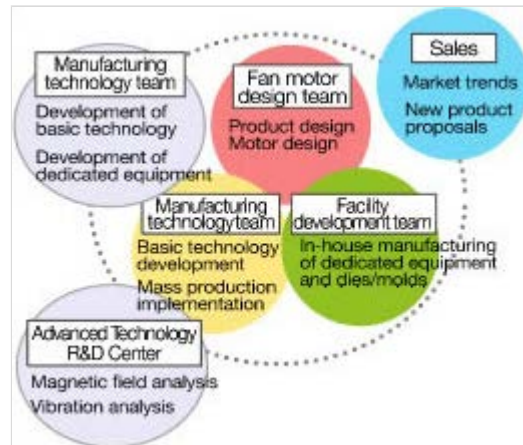 Manufacturing
technology team
Development of
basic technology
Development of
dedicated equipment
Fan motor
design team
Product design
Motor design
Sales
Market trends
New product
proposals
Manufacturing
technology team
Basic technology
development
Mass production
implementation
Facility
development team
In-house manufacturing
of dedicated equipment
and dies/molds
Advanced Technology
R&D Center
Magnetic field analysis
Vibration analysis